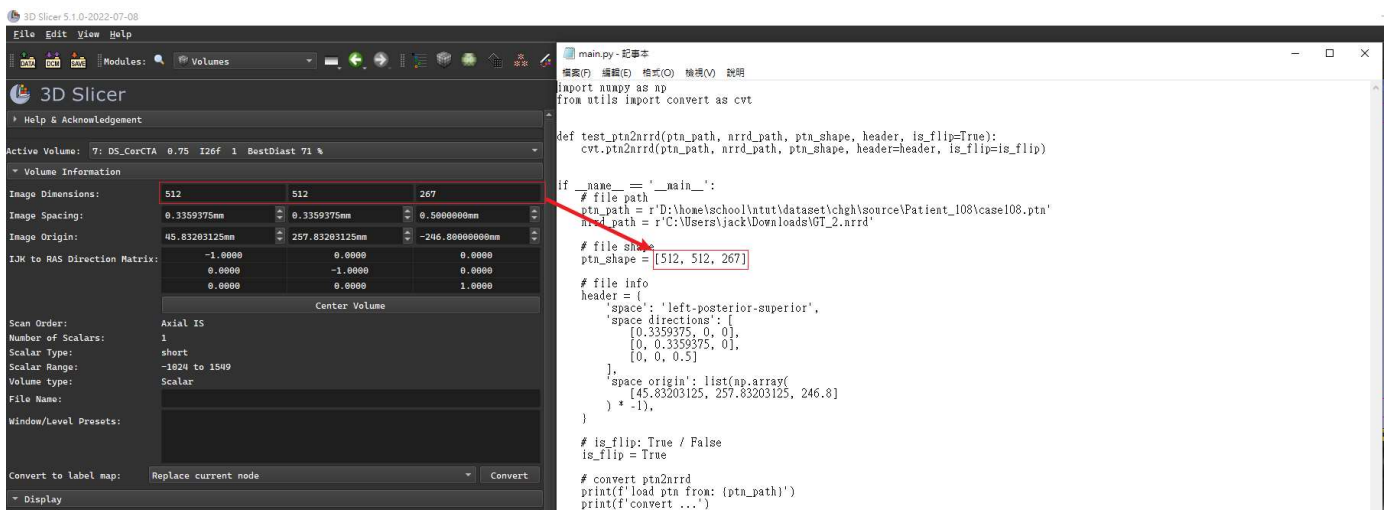 3D Slicer 5.1.0-2022-07-08
File Edit View Help
DATA DCM SAVE Modules: Volumes
3D Slicer
Help & Acknowledgement
Active Volume: 7: DS_CorCTA 0.75 I26f 1 BestDiast 71 %
Volume Information
Image Dimensions: 512 512 267
Image Spacing: 0.3359375mm 0.3359375mm 0.5000000mm
Image Origin: 45.83203125mm 257.83203125mm -246.80000000mm
IJK to RAS Direction Matrix: -1.0000 0.0000 0.0000
0.0000 -1.0000 0.0000
0.0000 0.0000 1.0000
Center Volume
Scan Order: Axial IS
Number of Scalars: 1
Scalar Type: short
Scalar Range: -1024 to 1549
Volume type: Scalar
File Name:
Window/Level Presets:
Convert to label map: Replace current node Convert
Display
main.py - 記事本
檔案(F) 編輯(E) 格式(O) 檢視(V) 說明
import numpy as np
from utils import convert as cvt
def test_ptn2nrrd(ptn_path, nrrd_path, ptn_shape, header, is_flip=True):
cvt.ptn2nrrd(ptn_path, nrrd_path, ptn_shape, header=header, is_flip=is_flip)
if __name__ == '__main__':
# file path
ptn_path = r'D:\home\school\ntut\dataset\chgh\source\Patient_108\case108.ptn'
nrrd_path = r'C:\Users\jack\Downloads\GT_2.nrrd'
# file shape
ptn_shape = [512, 512, 267]
# file info
header = {
'space': 'left-posterior-superior',
'space directions': [
[0.3359375, 0, 0],
[0, 0.3359375, 0],
[0, 0, 0.5]
],
'space origin': list(np.array(
[45.83203125, 257.83203125, 246.8]
) * -1),
}
# is_flip: True / False
is_flip = True
# convert ptn2nrrd
print(f'load ptn from: {ptn_path}')
print(f'convert ...')